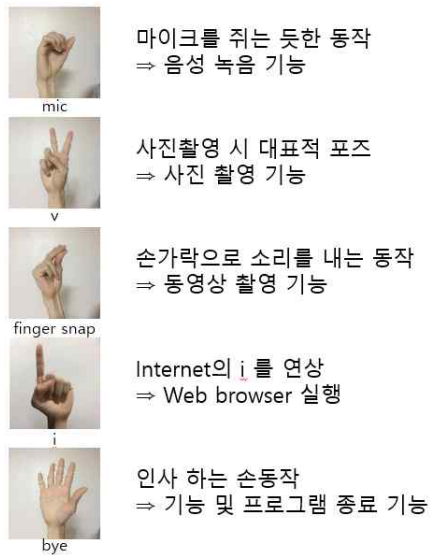 마이크를 쥐는 듯한 동작
⇒ 음성 녹음 기능
mic
사진촬영 시 대표적 포즈
⇒ 사진 촬영 기능
v
손가락으로 소리를 내는 동작
⇒ 동영상 촬영 기능
finger snap
Internet의 i 를 연상
⇒ Web browser 실행
i
인사 하는 손동작
⇒ 기능 및 프로그램 종료 기능
bye